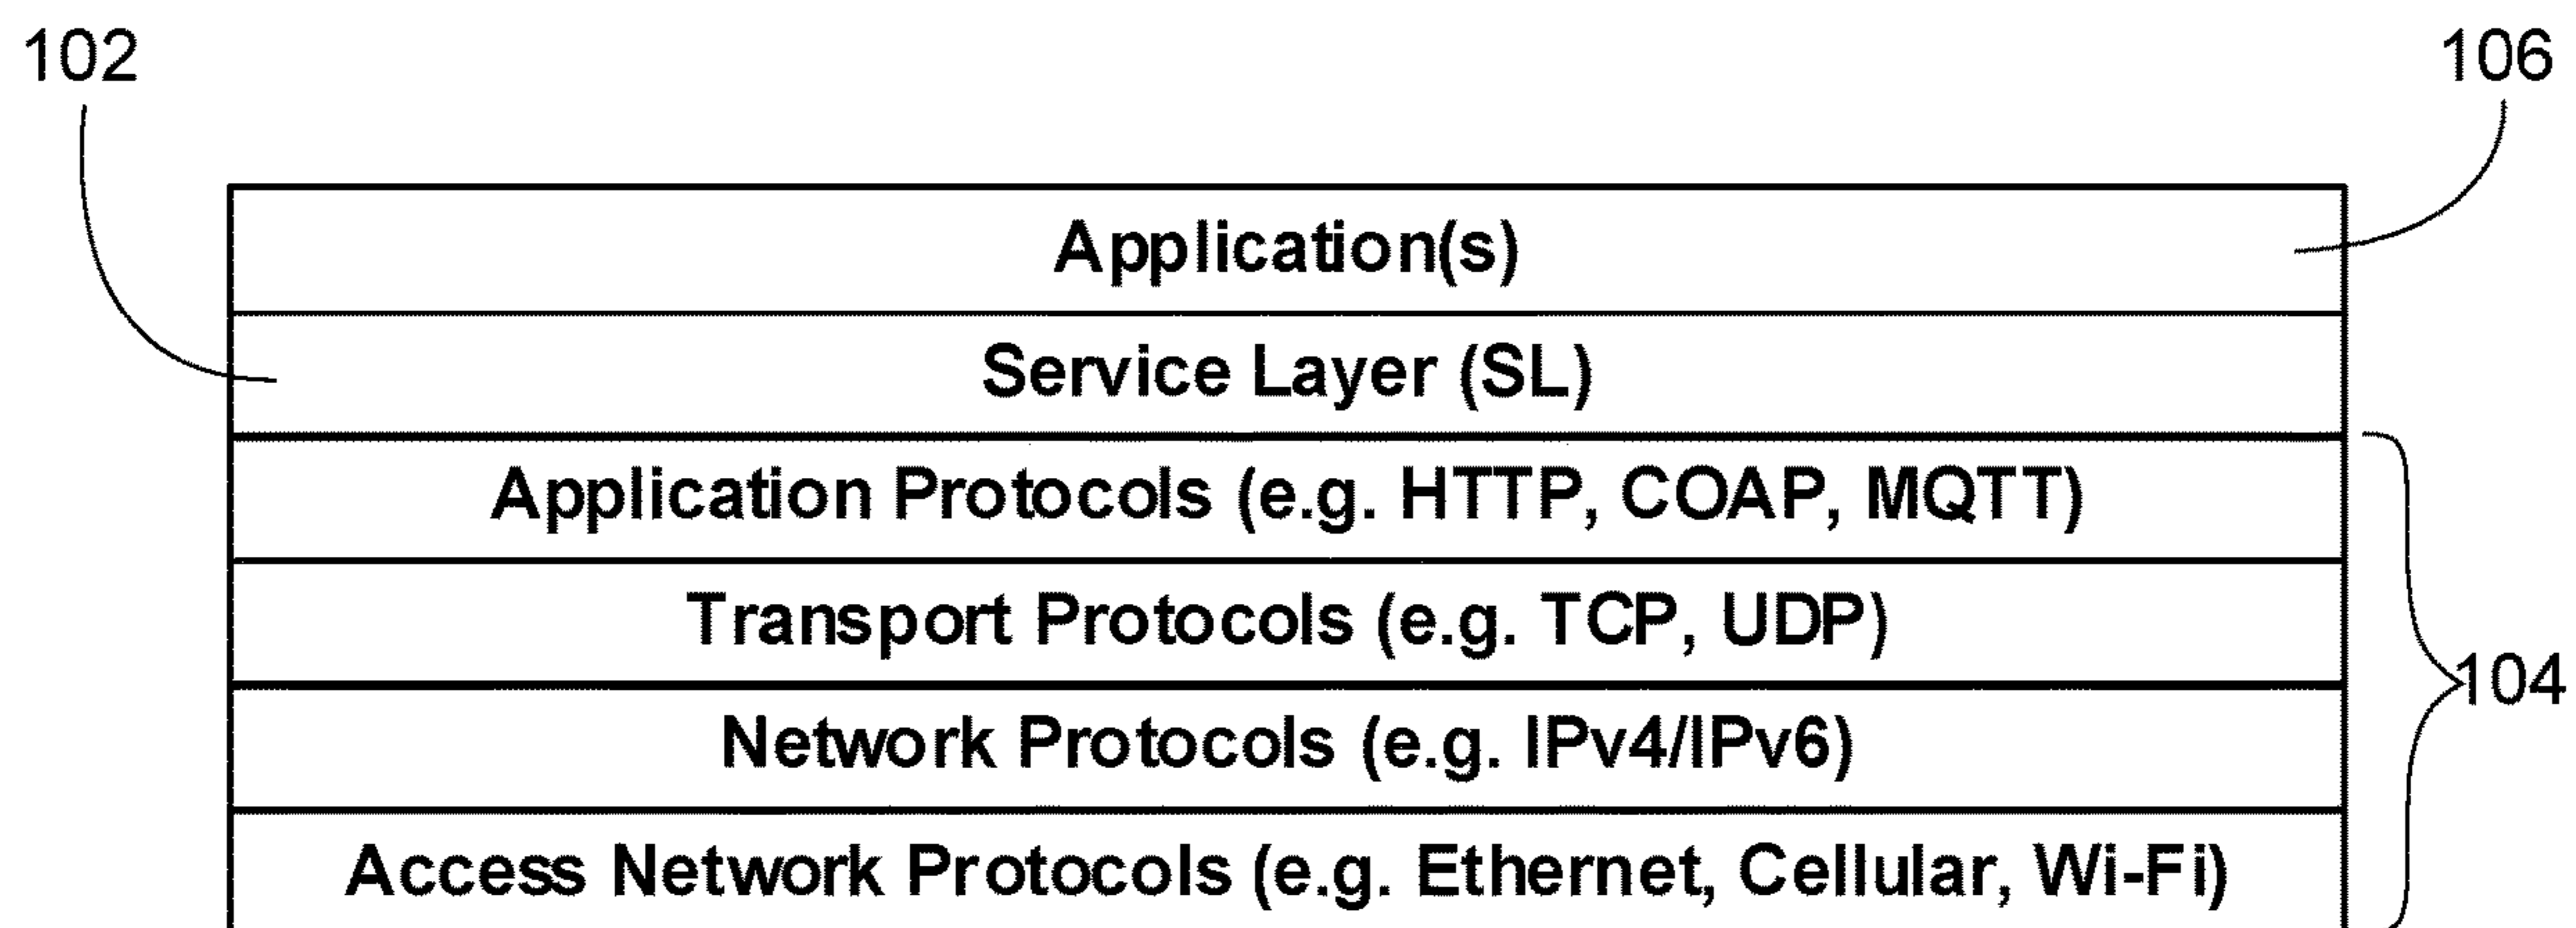 102
106
Application(s)
Service Layer (SL)
Application Protocols (e.g. HTTP, COAP, MQTT)
Transport Protocols (e.g. TCP, UDP)
104
Network Protocols (e.g. IPv4/IPv6)
Access Network Protocols (e.g. Ethernet, Cellular, Wi-Fi)